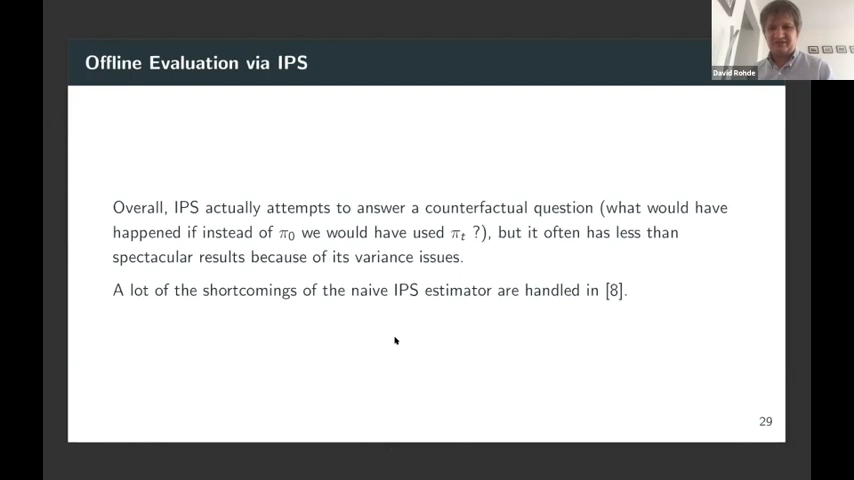 Offline Evaluation via IPS
David Rohde
Overall, IPS actually attempts to answer a counterfactual question (what would have
happened if instead of π₀ we would have used πₜ ?), but it often has less than
spectacular results because of its variance issues.
A lot of the shortcomings of the naive IPS estimator are handled in [8].
29